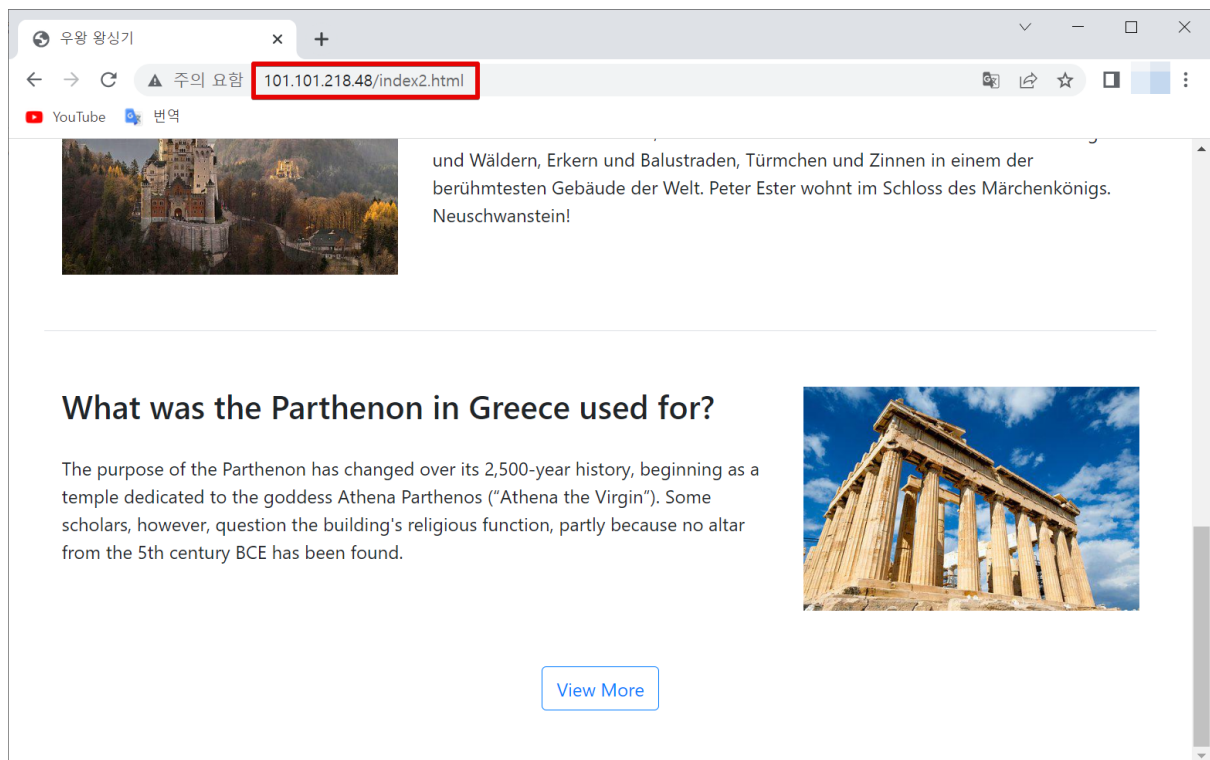 우왕 왕싱기
주의 요함 101.101.218.48/index2.html
YouTube 번역
und Wäldern, Erkern und Balustraden, Türmchen und Zinnen in einem der
berühmtesten Gebäude der Welt. Peter Ester wohnt im Schloss des Märchenkönigs.
Neuschwanstein!
What was the Parthenon in Greece used for?
The purpose of the Parthenon has changed over its 2,500-year history, beginning as a
temple dedicated to the goddess Athena Parthenos (“Athena the Virgin”). Some
scholars, however, question the building's religious function, partly because no altar
from the 5th century BCE has been found.
View More